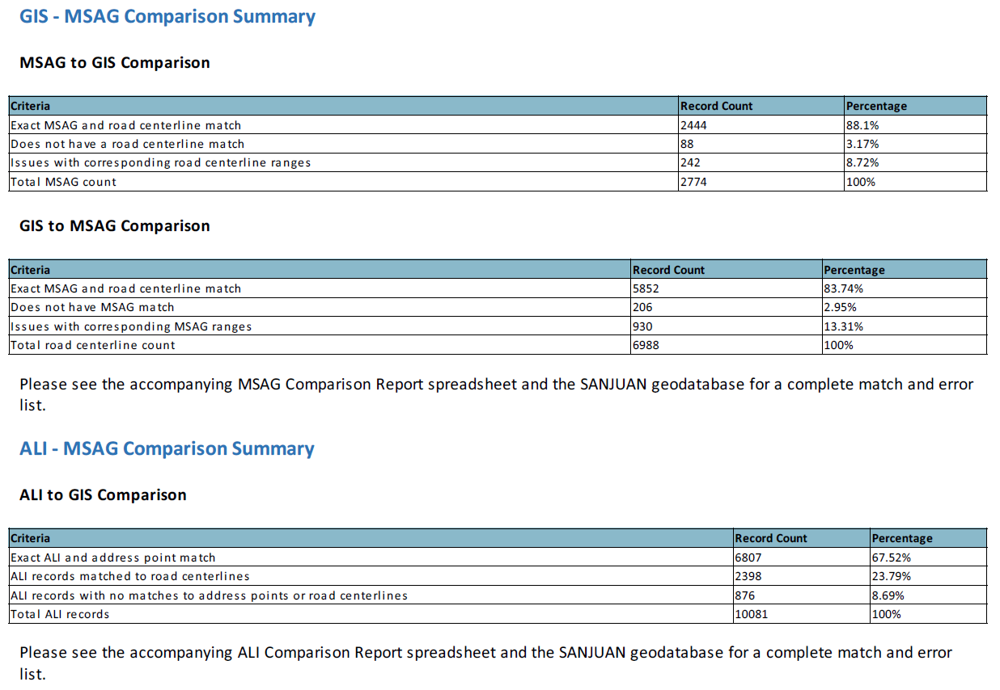 GIS - MSAG Comparison Summary
MSAG to GIS Comparison
Criteria Record Count Percentage
Exact MSAG and road centerline match 2444 88.1%
Does not have a road centerline match 88 3.17%
Issues with corresponding road centerline ranges 242 8.72%
Total MSAG count 2774 100%
GIS to MSAG Comparison
Criteria Record Count Percentage
Exact MSAG and road centerline match 5852 83.74%
Does not have MSAG match 206 2.95%
Issues with corresponding MSAG ranges 930 13.31%
Total road centerline count 6988 100%
Please see the accompanying MSAG Comparison Report spreadsheet and the SANJUAN geodatabase for a complete match and error
list.
ALI - MSAG Comparison Summary
ALI to GIS Comparison
Criteria Record Count Percentage
Exact ALI and address point match 6807 67.52%
ALI records matched to road centerlines 2398 23.79%
ALI records with no matches to address points or road centerlines 876 8.69%
Total ALI records 10081 100%
Please see the accompanying ALI Comparison Report spreadsheet and the SANJUAN geodatabase for a complete match and error
list.